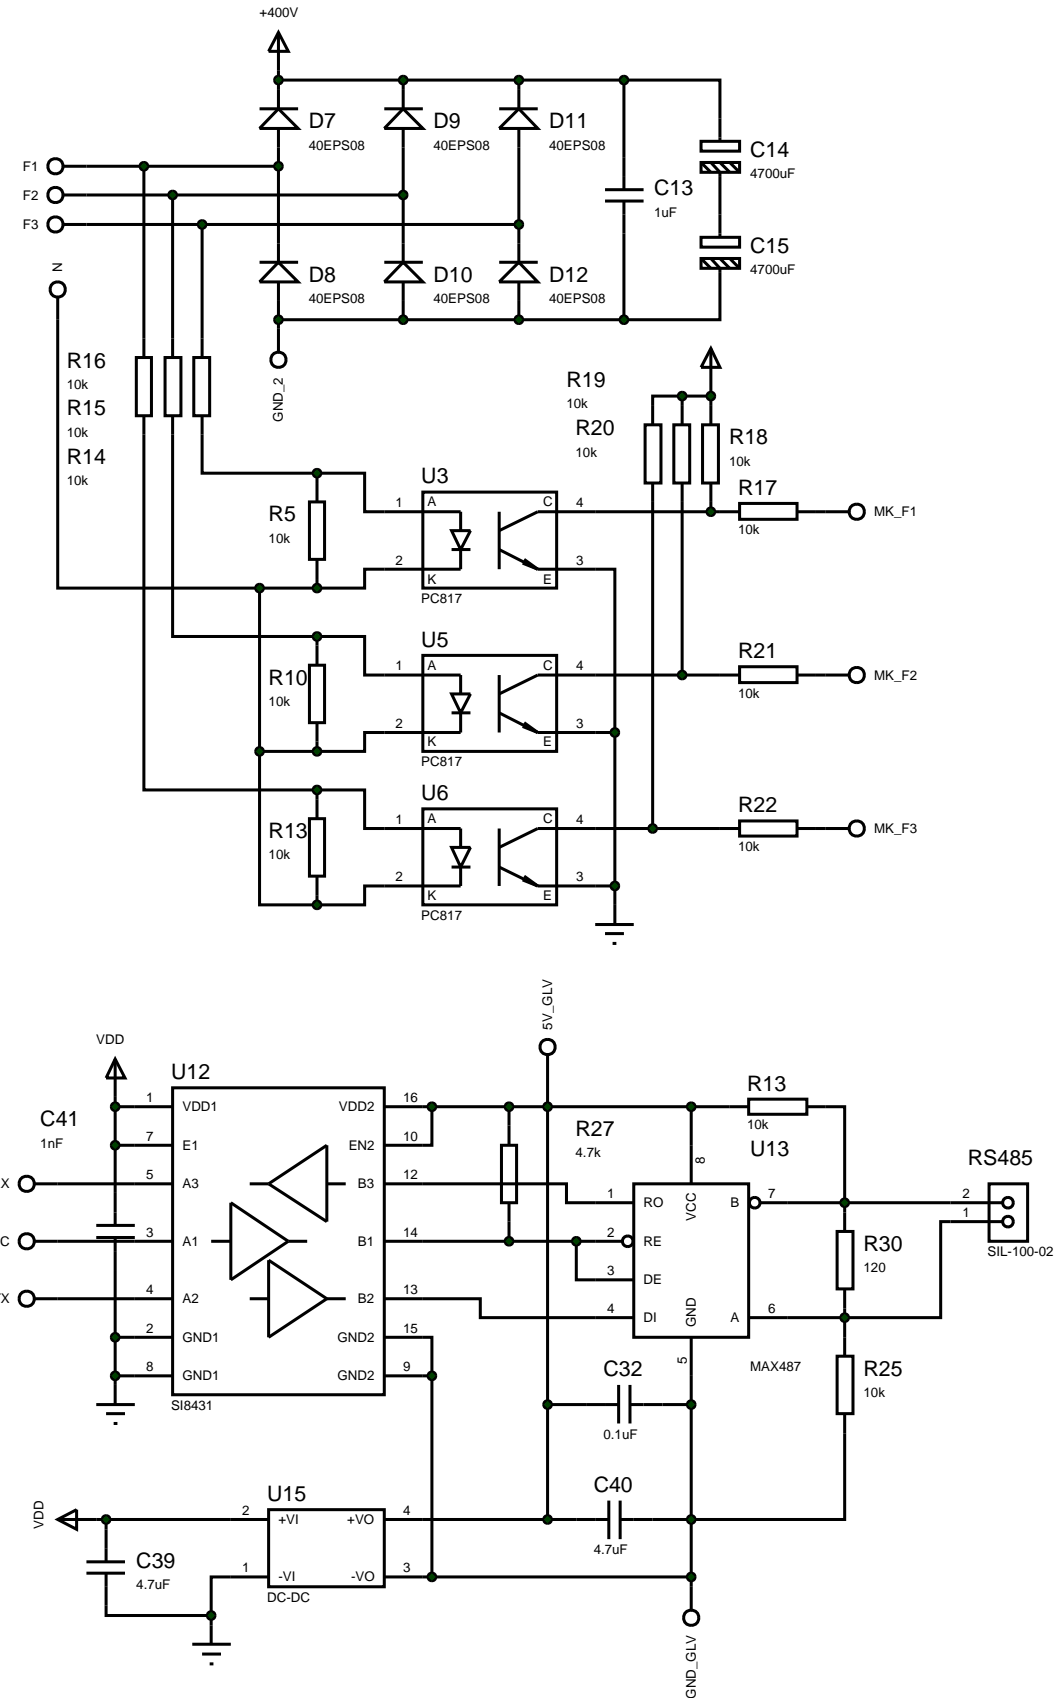 +400V
D7
40EPS08
D9
40EPS08
D11
40EPS08
C14
4700uF
F1
F2
F3
C13
1uF
N
D8
40EPS08
D10
40EPS08
D12
40EPS08
C15
4700uF
GND_2
R16
10k
R15
10k
R14
10k
R19
10k
R20
10k
R18
10k
R5
10k
U3
1 A C 4
2 K E 3
PC817
R17
10k
MK_F1
R10
10k
U5
1 A C 4
2 K E 3
PC817
R21
10k
MK_F2
R13
10k
U6
1 A C 4
2 K E 3
PC817
R22
10k
MK_F3
VDD
5V_GLV
C41
1nF
U12
1 VDD1 VDD2 16
7 E1 EN2 10
X 5 A3 B3 12
C 3 A1 B1 14
X 4 A2 B2 13
2 GND1 GND2 15
8 GND1 GND2 9
SI8431
R27
4.7k
R13
10k
U13
8
VCC
1 RO B 7
2 RE
3 DE
4 DI A 6
GND
5
MAX487
RS485
2
1
SIL-100-02
R30
120
R25
10k
C32
0.1uF
C40
4.7uF
VDD
U15
2 +VI +VO 4
1 -VI -VO 3
DC-DC
C39
4.7uF
GND_GLV